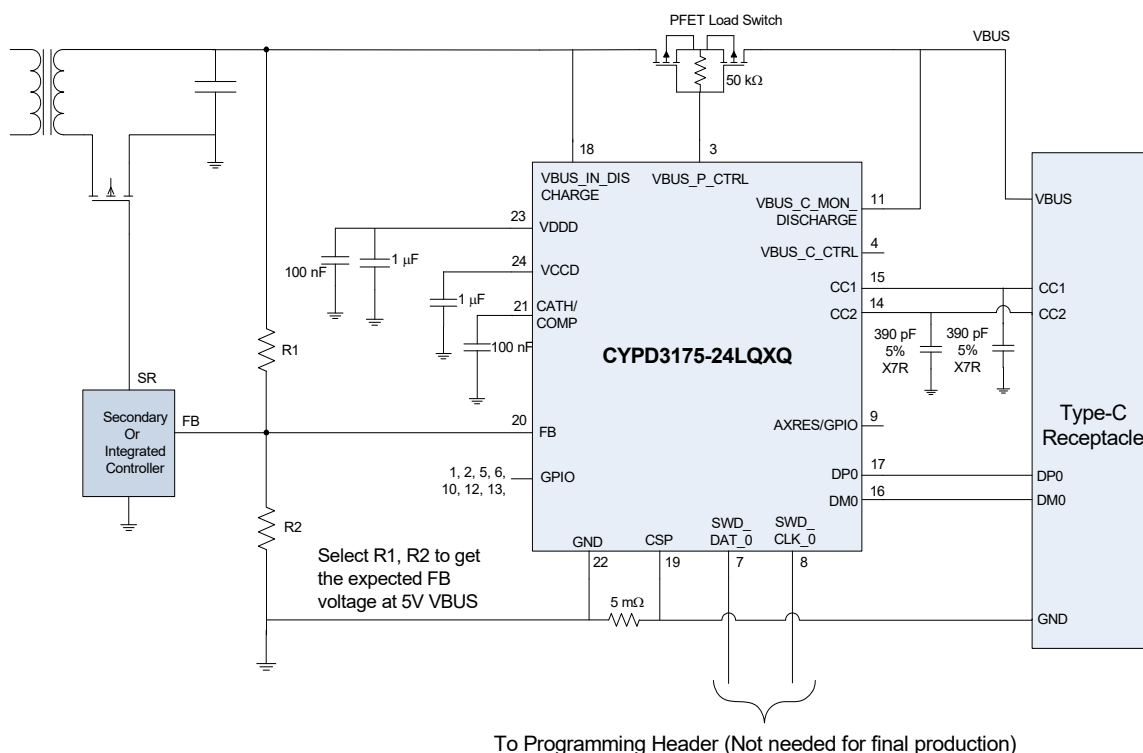 PFET Load Switch
VBUS
50 kΩ
18
3
VBUS_IN_DIS
CHARGE
VBUS_P_CTRL
VBUS_C_MON_
DISCHARGE
11
VBUS
23
VDDD
VBUS_C_CTRL
4
100 nF
1 µF
24
VCCD
15
CC1
CC1
1 µF
21
CATH/
COMP
14
CC2
CC2
100 nF
390 pF
5%
X7R
390 pF
5%
X7R
CYPD3175-24LQXQ
R1
SR
Secondary
Or
Integrated
Controller
FB
20
FB
AXRES/GPIO
9
Type-C
Receptacle
1, 2, 5, 6,
10, 12, 13,
GPIO
DP0
17
DP0
DM0
16
DM0
R2
GND
CSP
SWD_
DAT_0
SWD_
CLK_0
22
19
7
8
Select R1, R2 to get
the expected FB
voltage at 5V VBUS
5 mΩ
GND
To Programming Header (Not needed for final production)